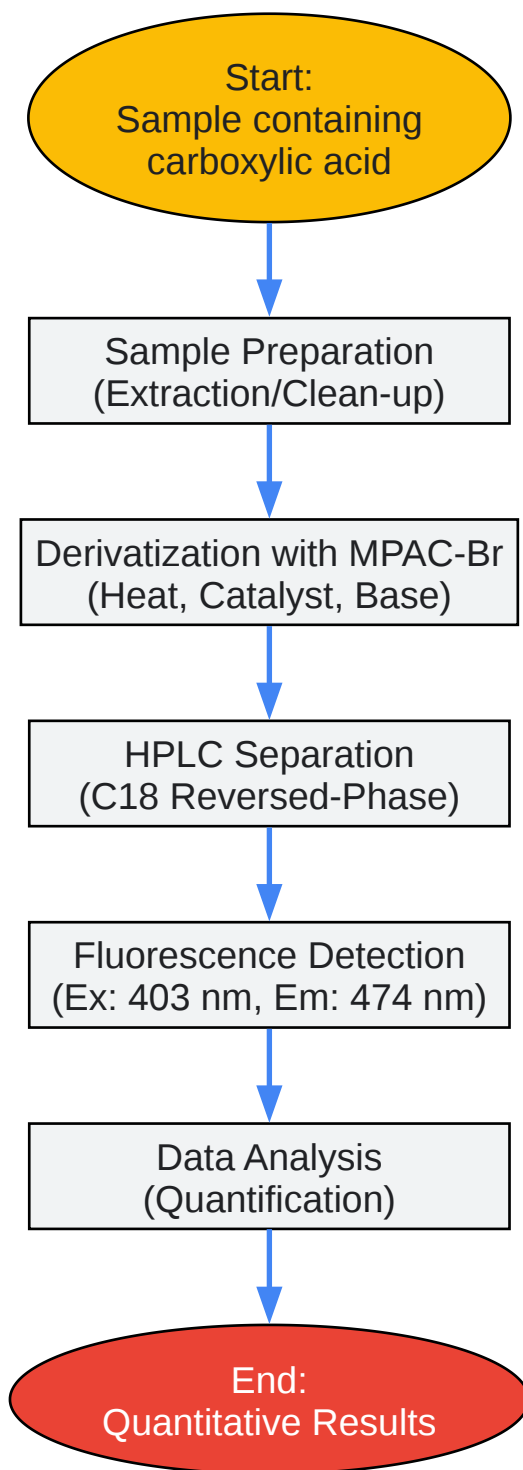 Start:
Sample containing
carboxylic acid
Sample Preparation
(Extraction/Clean-up)
Derivatization with MPAC-Br
(Heat, Catalyst, Base)
HPLC Separation
(C18 Reversed-Phase)
Fluorescence Detection
(Ex: 403 nm, Em: 474 nm)
Data Analysis
(Quantification)
End:
Quantitative Results